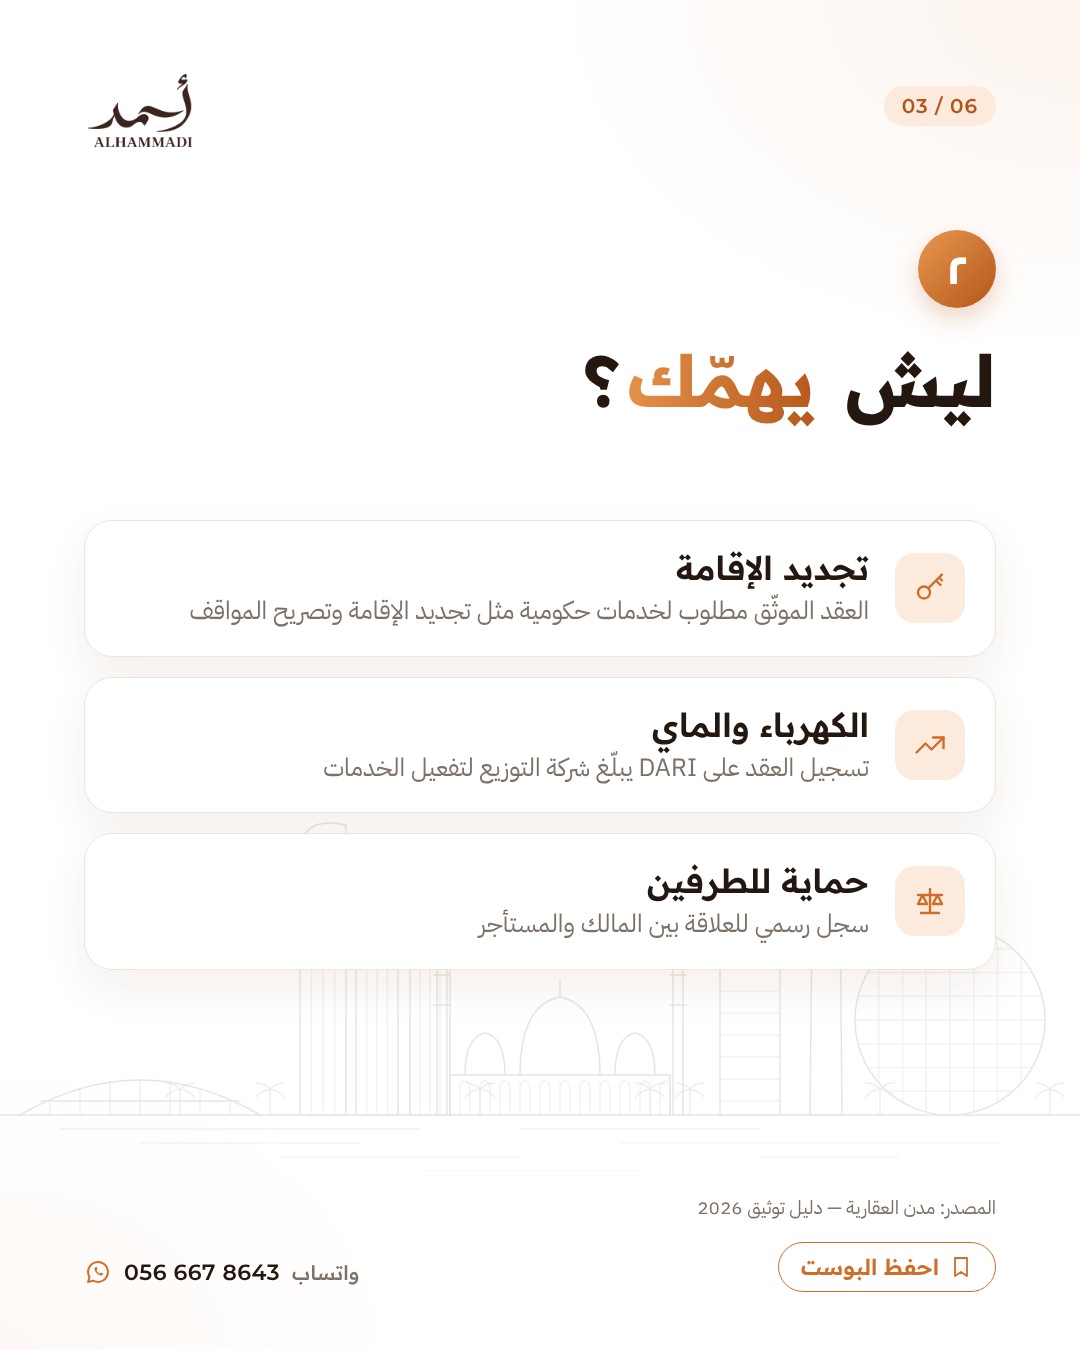 أحمد
ALHAMMADI
03 / 06
٢
ليش يهمّك؟
تجديد الإقامة
العقد الموثّق مطلوب لخدمات حكومية مثل تجديد الإقامة وتصريح المواقف
الكهرباء والماي
تسجيل العقد على DARI يبلّغ شركة التوزيع لتفعيل الخدمات
حماية للطرفين
سجل رسمي للعلاقة بين المالك والمستأجر
المصدر: مدن العقارية — دليل توثيق 2026
احفظ البوست
واتساب 056 667 8643